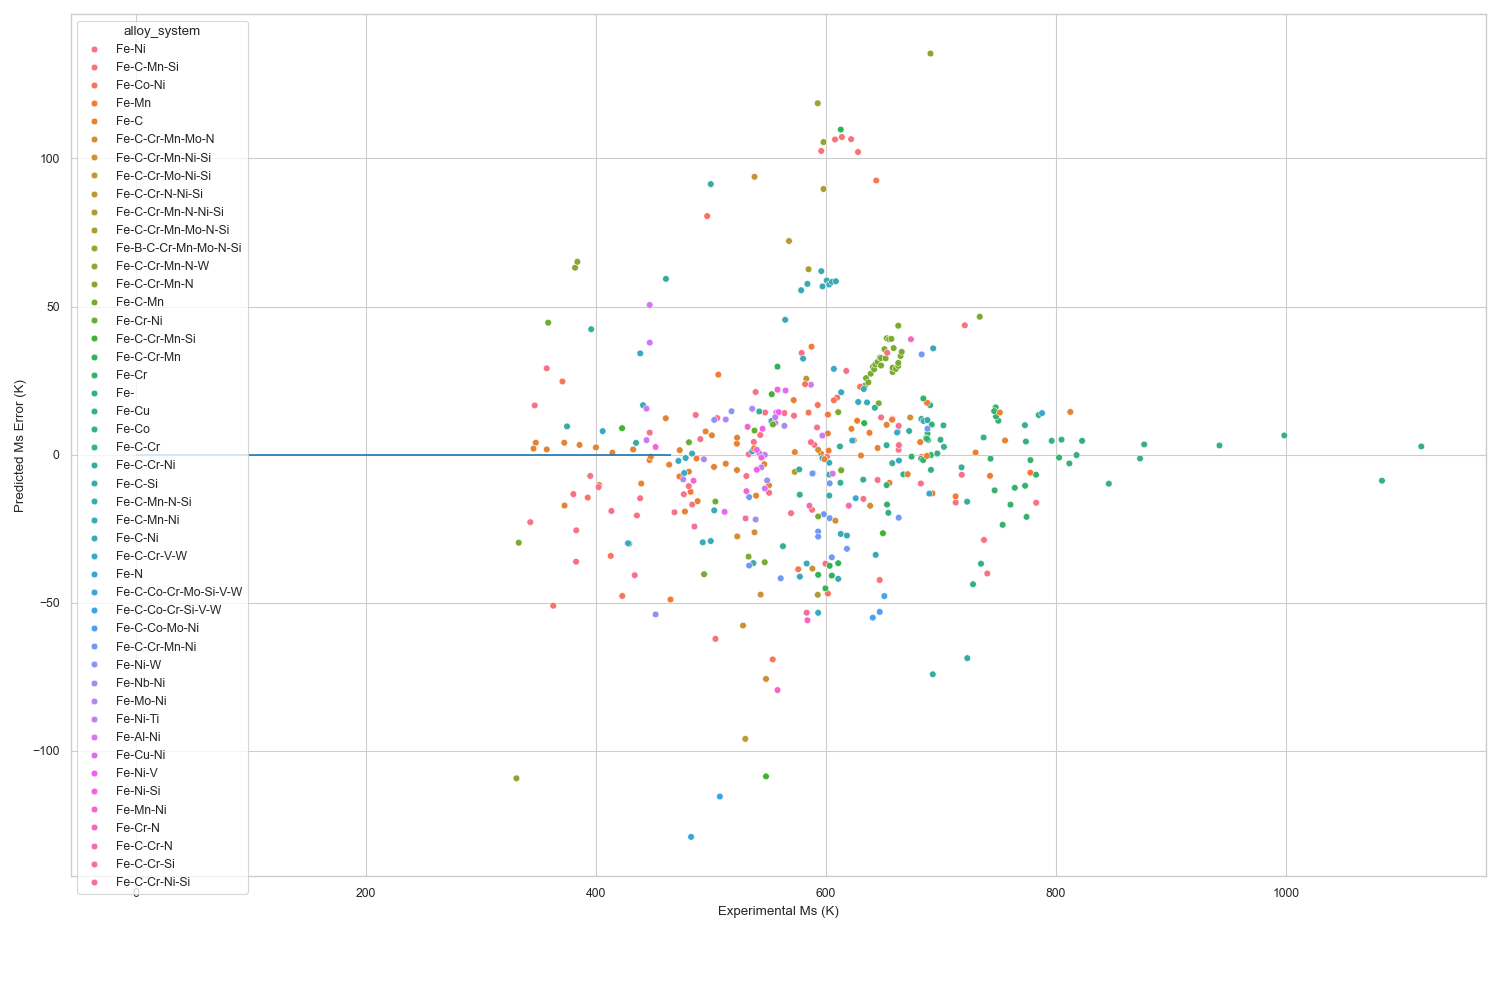 alloy_system
Fe-Ni
Fe-C-Mn-Si
Fe-Co-Ni
Fe-Mn
Fe-C
Fe-C-Cr-Mn-Mo-N
Fe-C-Cr-Mn-Ni-Si
Fe-C-Cr-Mo-Ni-Si
Fe-C-Cr-N-Ni-Si
Fe-C-Cr-Mn-N-Ni-Si
Fe-C-Cr-Mn-Mo-N-Si
Fe-B-C-Cr-Mn-Mo-N-Si
Fe-C-Cr-Mn-N-W
Fe-C-Cr-Mn-N
Fe-C-Mn
Fe-Cr-Ni
Fe-C-Cr-Mn-Si
Fe-C-Cr-Mn
Fe-Cr
Fe-
Fe-Cu
Fe-Co
Fe-C-Cr
Fe-C-Cr-Ni
Fe-C-Si
Fe-C-Mn-N-Si
Fe-C-Mn-Ni
Fe-C-Ni
Fe-C-Cr-V-W
Fe-N
Fe-C-Co-Cr-Mo-Si-V-W
Fe-C-Co-Cr-Si-V-W
Fe-C-Co-Mo-Ni
Fe-C-Cr-Mn-Ni
Fe-Ni-W
Fe-Nb-Ni
Fe-Mo-Ni
Fe-Ni-Ti
Fe-Al-Ni
Fe-Cu-Ni
Fe-Ni-V
Fe-Ni-Si
Fe-Mn-Ni
Fe-Cr-N
Fe-C-Cr-N
Fe-C-Cr-Si
Fe-C-Cr-Ni-Si
Predicted Ms Error (K)
100
50
0
−50
−100
0 200 400 600 800 1000
Experimental Ms (K)